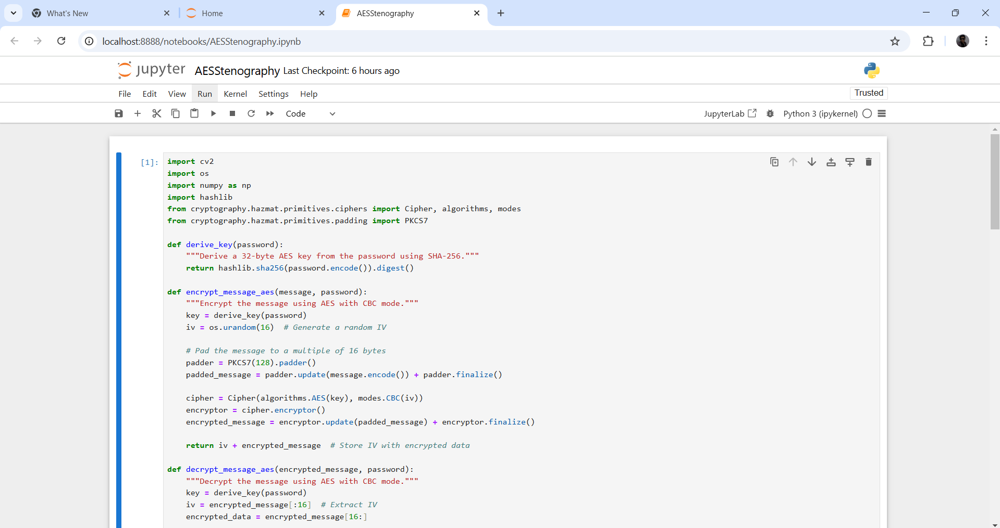 What's New
Home
AESStenography
localhost:8888/notebooks/AESStenography.ipynb
jupyter AESStenography Last Checkpoint: 6 hours ago
File Edit View Run Kernel Settings Help
Trusted
Code
JupyterLab
Python 3 (ipykernel)
[1]:
import cv2
import os
import numpy as np
import hashlib
from cryptography.hazmat.primitives.ciphers import Cipher, algorithms, modes
from cryptography.hazmat.primitives.padding import PKCS7

def derive_key(password):
    """Derive a 32-byte AES key from the password using SHA-256."""
    return hashlib.sha256(password.encode()).digest()

def encrypt_message_aes(message, password):
    """Encrypt the message using AES with CBC mode."""
    key = derive_key(password)
    iv = os.urandom(16)  # Generate a random IV

    # Pad the message to a multiple of 16 bytes
    padder = PKCS7(128).padder()
    padded_message = padder.update(message.encode()) + padder.finalize()

    cipher = Cipher(algorithms.AES(key), modes.CBC(iv))
    encryptor = cipher.encryptor()
    encrypted_message = encryptor.update(padded_message) + encryptor.finalize()

    return iv + encrypted_message  # Store IV with encrypted data

def decrypt_message_aes(encrypted_message, password):
    """Decrypt the message using AES with CBC mode."""
    key = derive_key(password)
    iv = encrypted_message[:16]  # Extract IV
    encrypted_data = encrypted_message[16:]